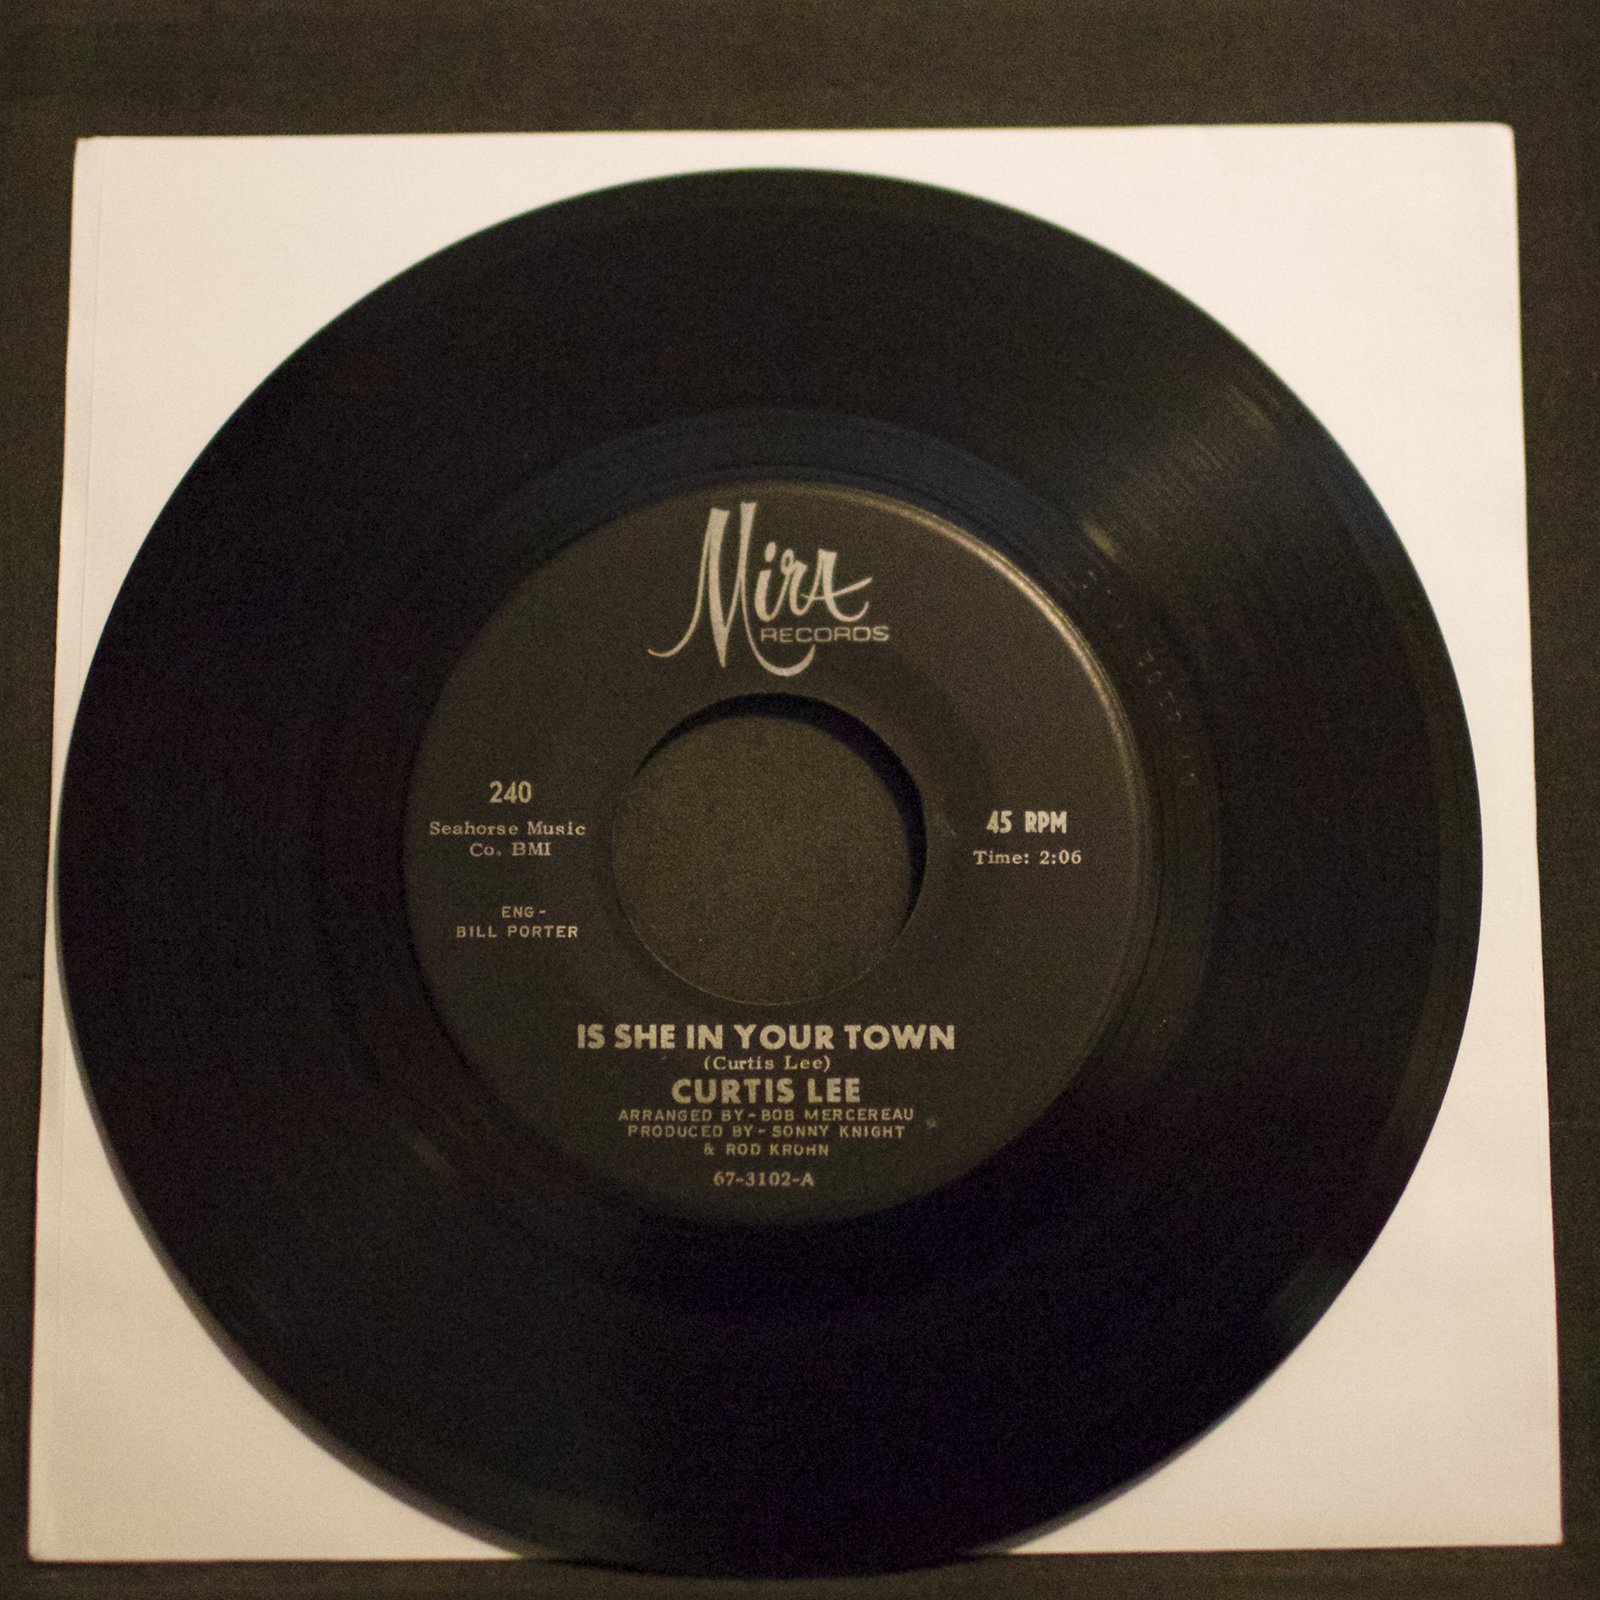 Mira
RECORDS
240
Seahorse Music
Co. BMI
ENG-
BILL PORTER
45 RPM
Time: 2:06
IS SHE IN YOUR TOWN
(Curtis Lee)
CURTIS LEE
ARRANGED BY-BOB MERCEREAU
PRODUCED BY-SONNY KNIGHT
& ROD KROHN
67-3102-A